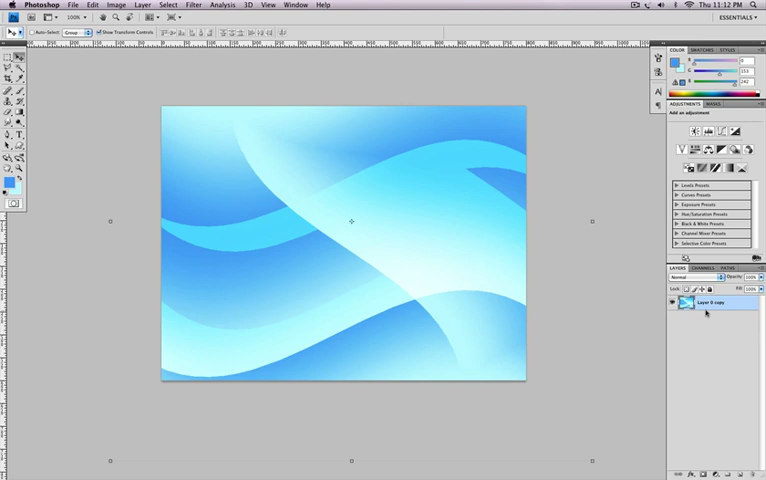 Photoshop File Edit Image Layer Select Filter Analysis 3D View Window Help
Thu 11:12 PM
100%
ESSENTIALS
Auto-Select: Group Show Transform Controls
COLOR SWATCHES STYLES
R 0
G 153
B 242
ADJUSTMENTS MASKS
Add an adjustment
Levels Presets
Curves Presets
Exposure Presets
Hue/Saturation Presets
Black & White Presets
Channel Mixer Presets
Selective Color Presets
LAYERS CHANNELS PATHS
Normal Opacity: 100%
Lock: Fill: 100%
Layer 0 copy